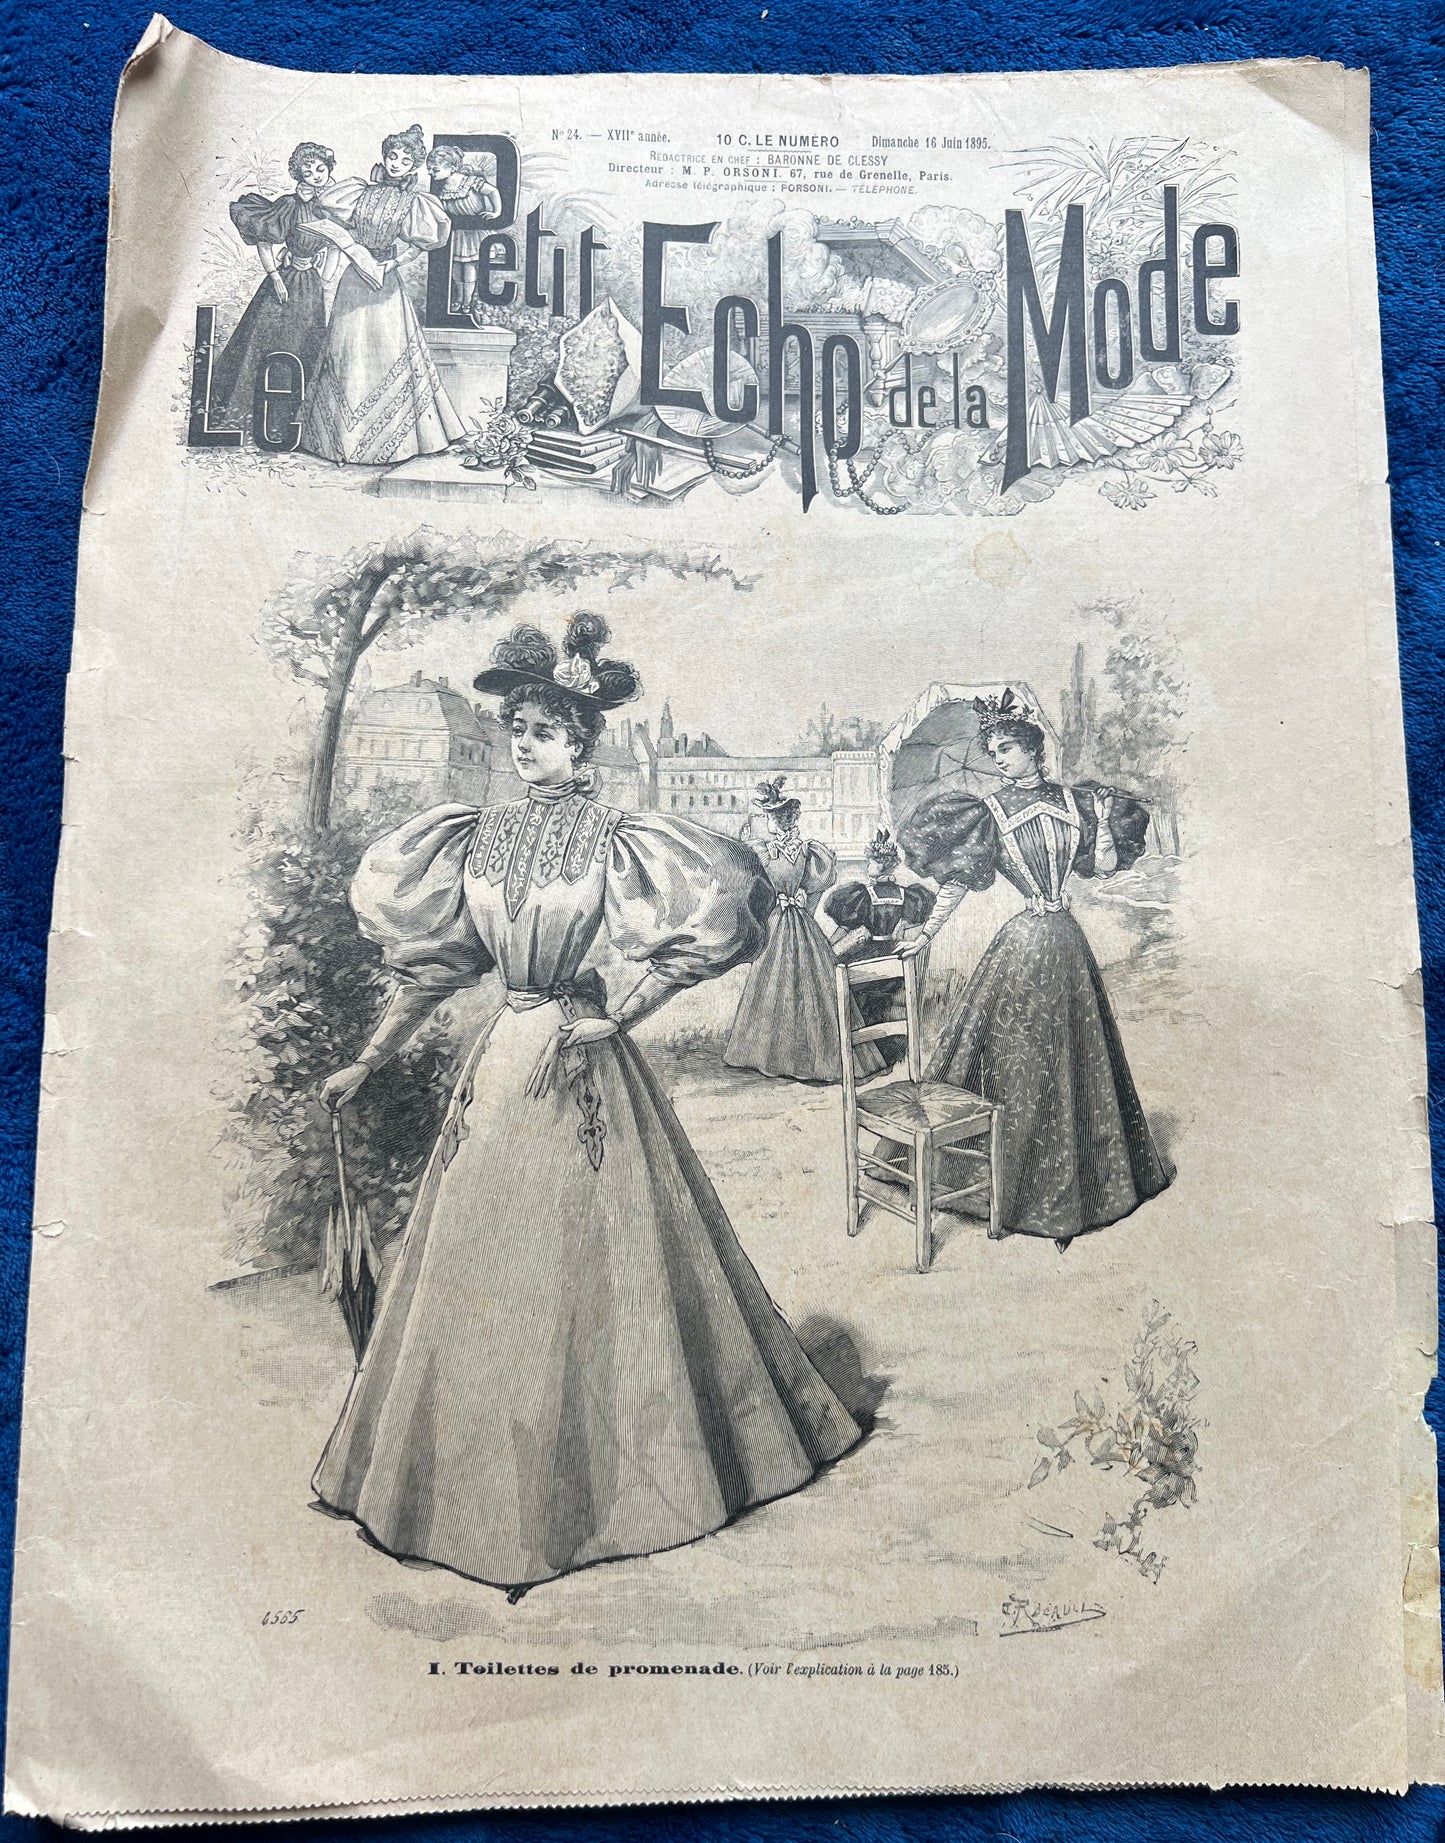 No 24. — XVIIe année.
10 C. LE NUMÉRO
Dimanche 16 Juin 1895.
RÉDACTRICE EN CHEF : BARONNE DE CLESSY
Directeur : M. P. ORSONI. 67, rue de Grenelle, Paris.
Adresse télégraphique : PORSONI. — TÉLÉPHONE.
Le Petit Echo de la Mode
6565
I. Toilettes de promenade. (Voir l'explication à la page 185.)